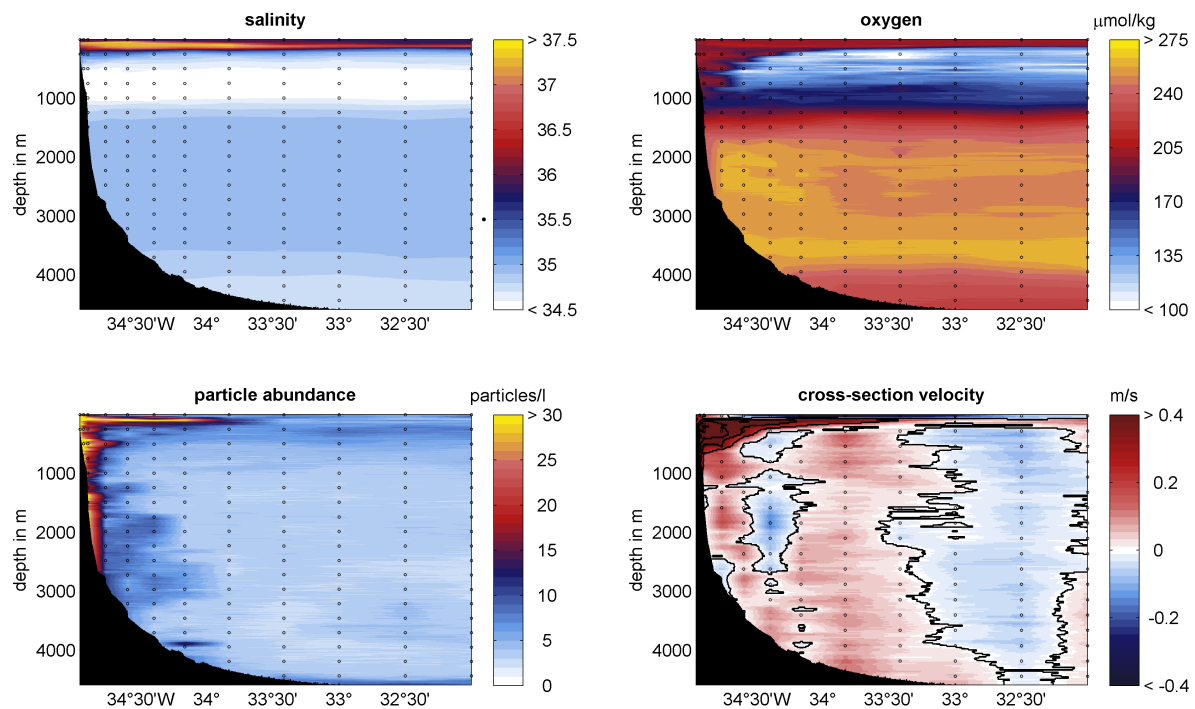 salinity
depth in m
1000
2000
3000
4000
34°30'W 34° 33°30' 33° 32°30'
> 37.5
37
36.5
36
35.5
35
< 34.5
oxygen
µmol/kg
depth in m
1000
2000
3000
4000
34°30'W 34° 33°30' 33° 32°30'
> 275
240
205
170
135
< 100
particle abundance
particles/l
depth in m
1000
2000
3000
4000
34°30'W 34° 33°30' 33° 32°30'
> 30
25
20
15
10
5
0
cross-section velocity
m/s
depth in m
1000
2000
3000
4000
34°30'W 34° 33°30' 33° 32°30'
> 0.4
0.2
0
-0.2
< -0.4